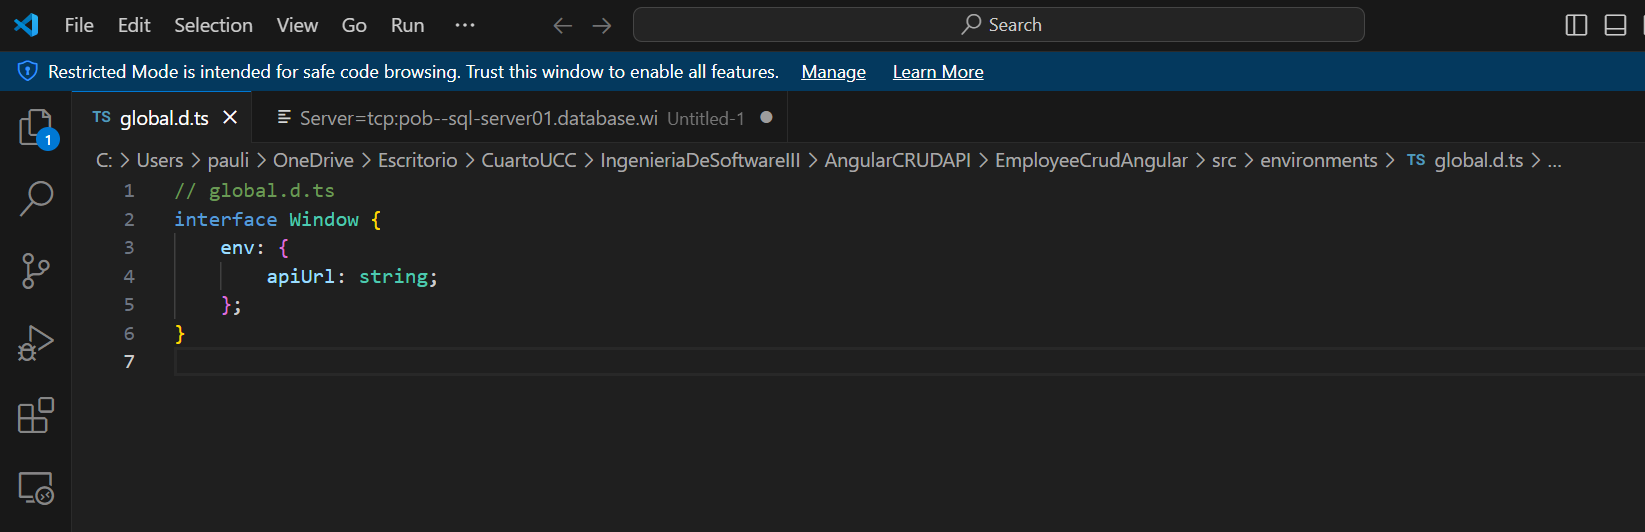 File Edit Selection View Go Run ··· Search
Restricted Mode is intended for safe code browsing. Trust this window to enable all features. Manage Learn More
TS global.d.ts Server=tcp:pob--sql-server01.database.wi Untitled-1
C: > Users > pauli > OneDrive > Escritorio > CuartoUCC > IngenieriaDeSoftwareIII > AngularCRUDAPI > EmployeeCrudAngular > src > environments > TS global.d.ts > ...
1 // global.d.ts
2 interface Window {
3     env: {
4         apiUrl: string;
5     };
6 }
7
1